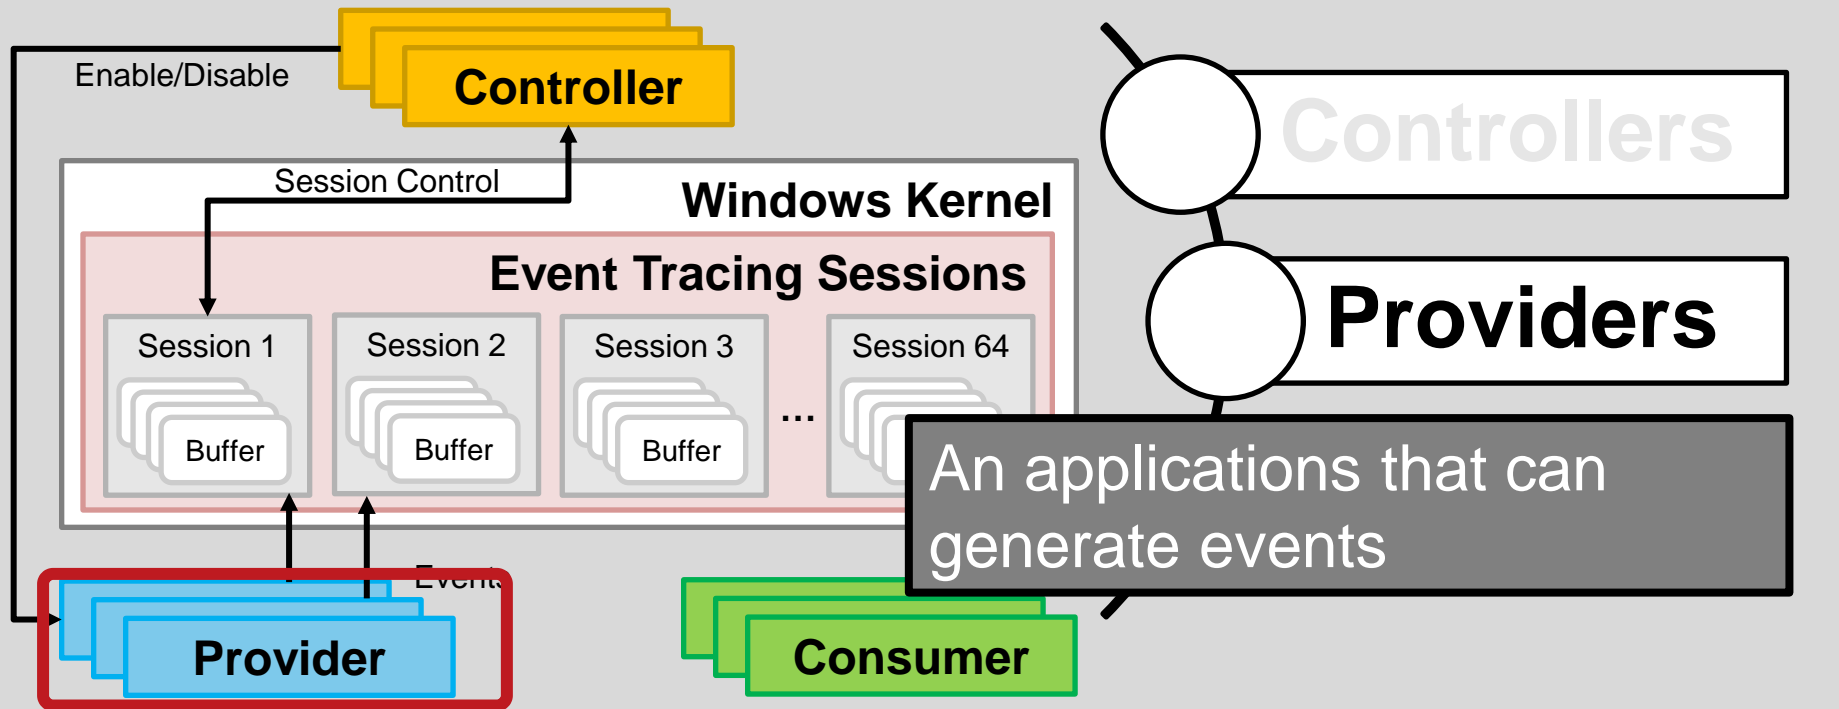 Enable/Disable
Controller
Session Control
Windows Kernel
Event Tracing Sessions
Session 1
Session 2
Session 3
Session 64
Buffer
Buffer
Buffer
...
Events
Provider
Consumer
Controllers
Providers
An applications that can
generate events